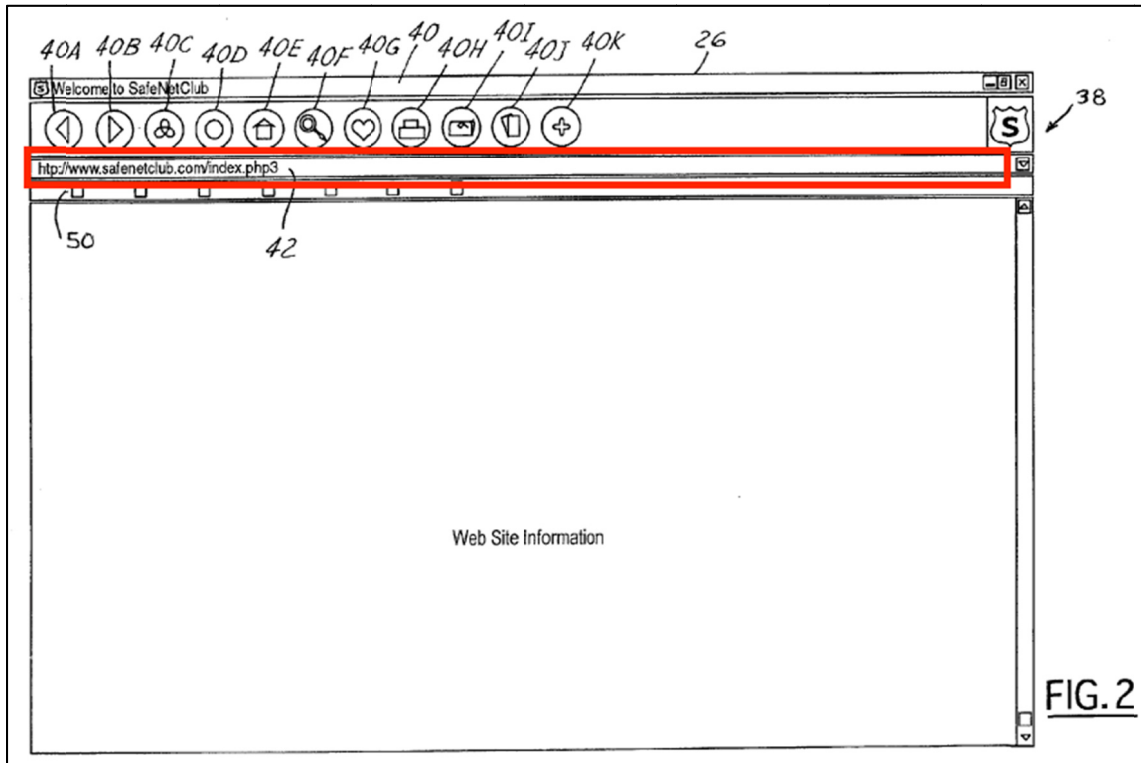 40A 40B 40C 40D 40E 40F 40G 40 40H 40I 40J 40K 26
S Welcome to SafeNetClub
S 38
http://www.safenetclub.com/index.php3
50 42
Web Site Information
FIG. 2